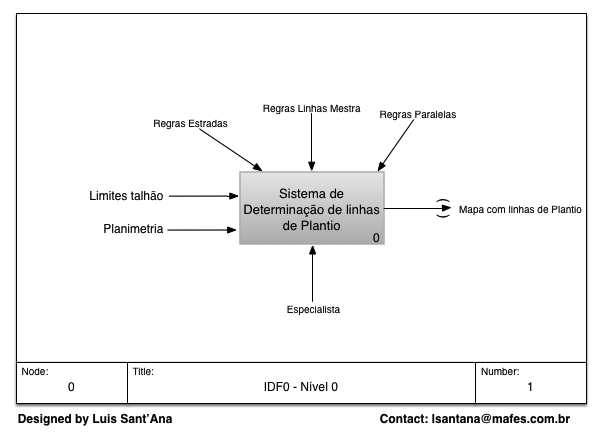 Regras Linhas Mestra
Regras Estradas
Regras Paralelas
Limites talhão
Planimetria
Sistema de
Determinação de linhas
de Plantio
0
Mapa com linhas de Plantio
Especialista
Node:
0
Title:
IDF0 - Nível 0
Number:
1
Designed by Luis Sant'Ana
Contact: lsantana@mafes.com.br